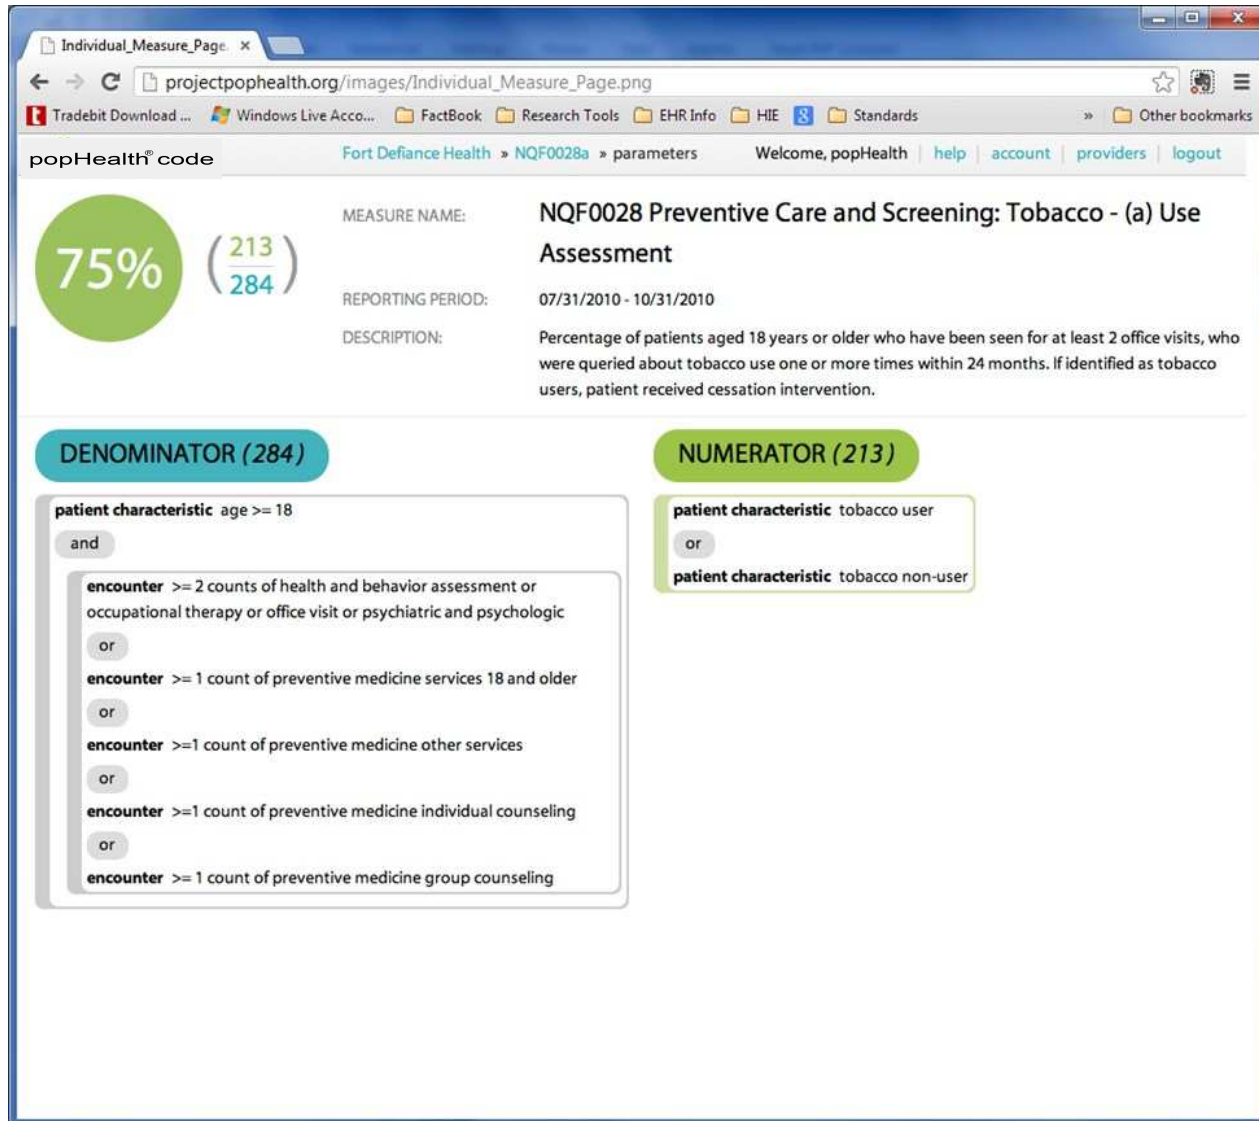 Individual_Measure_Page. ×
projectpophealth.org/images/Individual_Measure_Page.png
Tradebit Download ... Windows Live Acco... FactBook Research Tools EHR Info HIE 8 Standards » Other bookmarks
popHealth® code Fort Defiance Health » NQF0028a » parameters Welcome, popHealth | help | account | providers | logout
75%
213
284
MEASURE NAME: NQF0028 Preventive Care and Screening: Tobacco - (a) Use
Assessment
REPORTING PERIOD: 07/31/2010 - 10/31/2010
DESCRIPTION: Percentage of patients aged 18 years or older who have been seen for at least 2 office visits, who
were queried about tobacco use one or more times within 24 months. If identified as tobacco
users, patient received cessation intervention.
DENOMINATOR (284)
patient characteristic age >= 18
and
encounter >= 2 counts of health and behavior assessment or
occupational therapy or office visit or psychiatric and psychologic
or
encounter >= 1 count of preventive medicine services 18 and older
or
encounter >=1 count of preventive medicine other services
or
encounter >=1 count of preventive medicine individual counseling
or
encounter >= 1 count of preventive medicine group counseling
NUMERATOR (213)
patient characteristic tobacco user
or
patient characteristic tobacco non-user